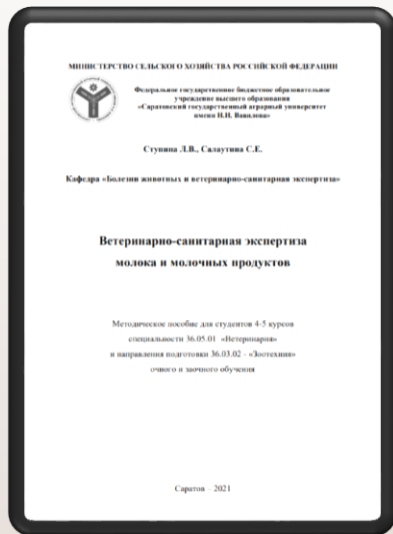 МИНИСТЕРСТВО СЕЛЬСКОГО ХОЗЯЙСТВА РОССИЙСКОЙ ФЕДЕРАЦИИ
Федеральное государственное бюджетное образовательное
учреждение высшего образования
«Саратовский государственный аграрный университет
имени Н.И. Вавилова»
Ступина Л.В., Салаутина С.Е.
Кафедра «Болезни животных и ветеринарно-санитарная экспертиза»
Ветеринарно-санитарная экспертиза
молока и молочных продуктов
Методическое пособие для студентов 4-5 курсов
специальности 36.05.01 «Ветеринария»
и направления подготовки 36.03.02 - «Зоотехния»
очного и заочного обучения
Саратов – 2021